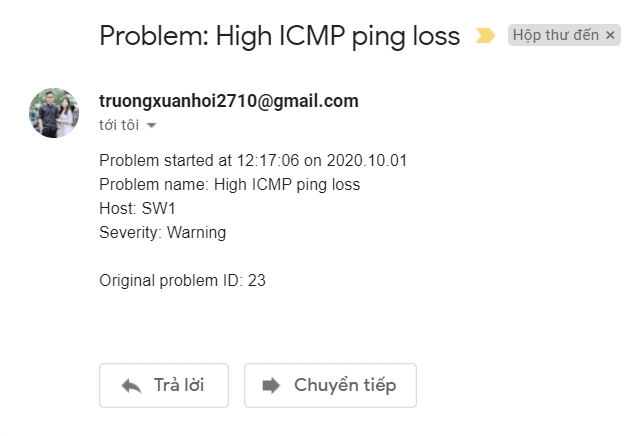 Problem: High ICMP ping loss
Hộp thư đến ×
truongxuanhoi2710@gmail.com
tới tôi
Problem started at 12:17:06 on 2020.10.01
Problem name: High ICMP ping loss
Host: SW1
Severity: Warning
Original problem ID: 23
Trả lời
Chuyển tiếp